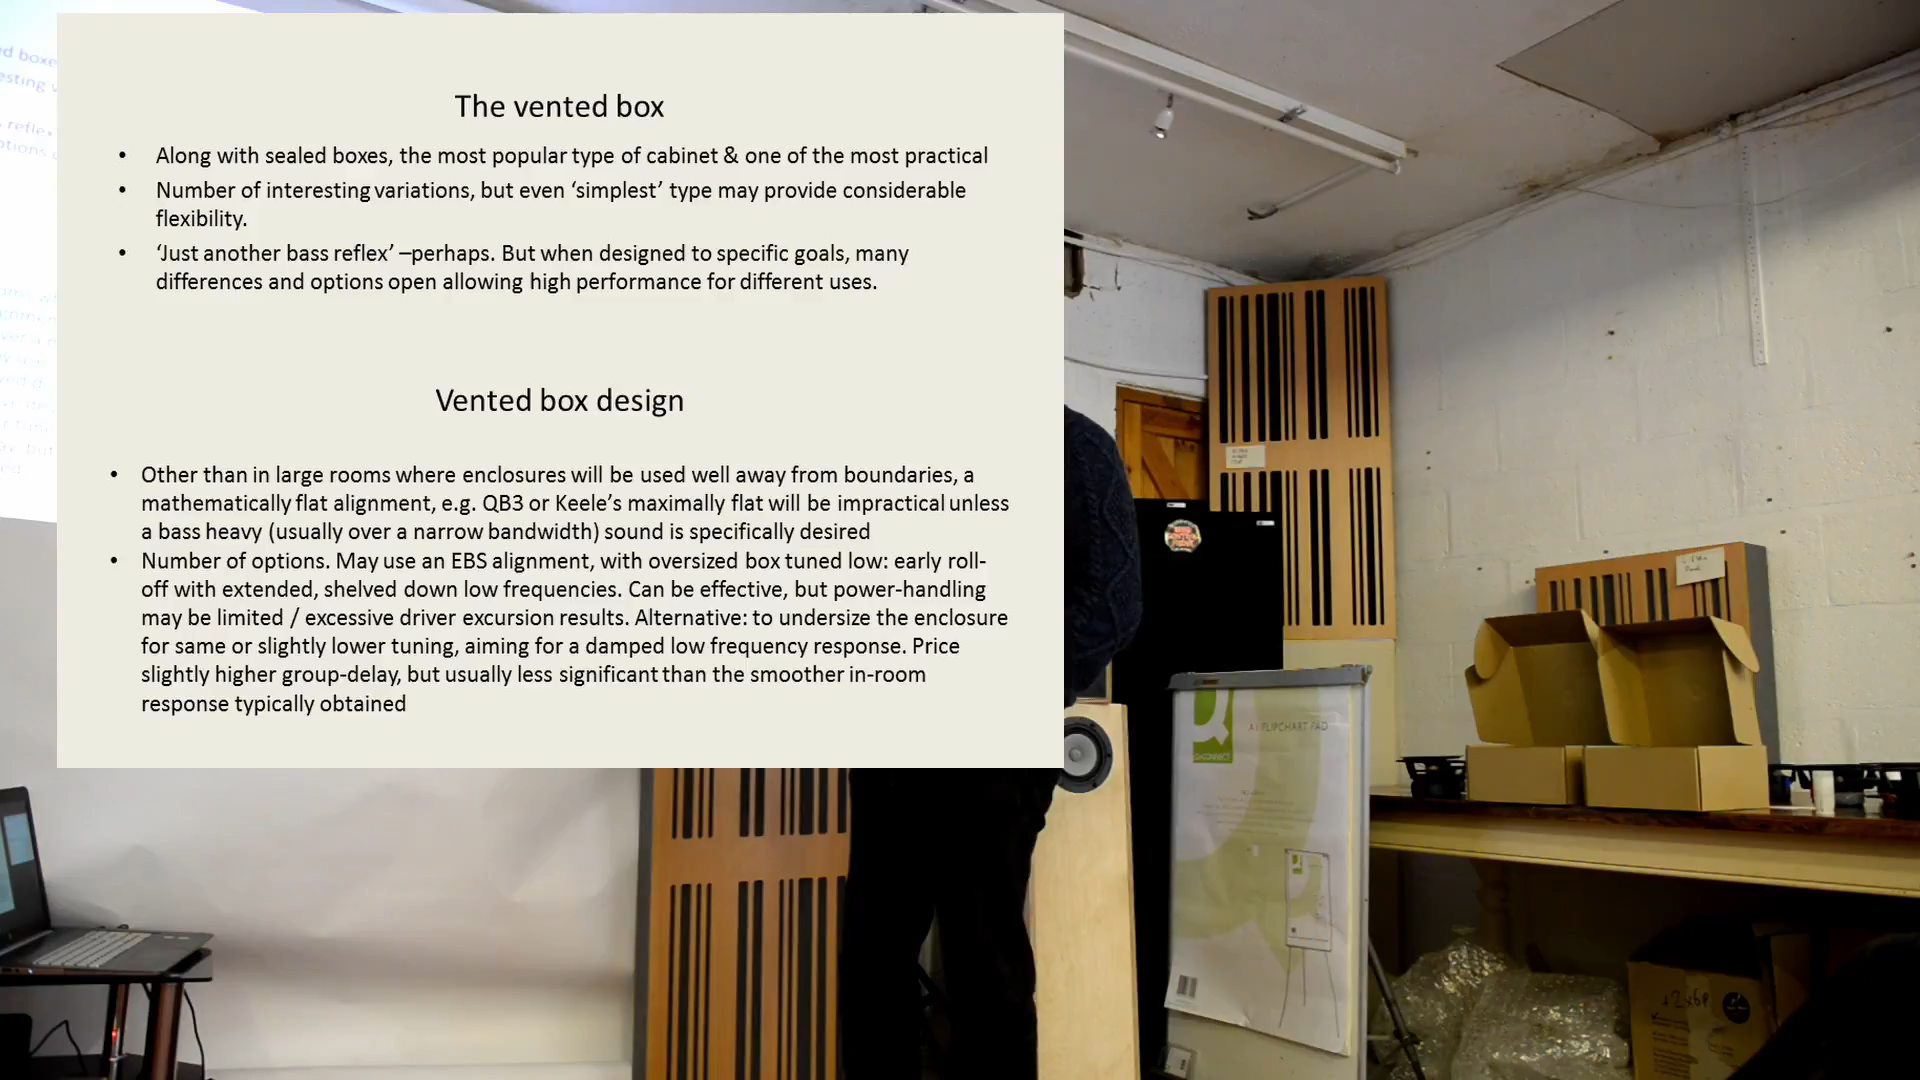 The vented box
• Along with sealed boxes, the most popular type of cabinet & one of the most practical
• Number of interesting variations, but even ‘simplest’ type may provide considerable
flexibility.
• ‘Just another bass reflex’ –perhaps. But when designed to specific goals, many
differences and options open allowing high performance for different uses.
Vented box design
• Other than in large rooms where enclosures will be used well away from boundaries, a
mathematically flat alignment, e.g. QB3 or Keele’s maximally flat will be impractical unless
a bass heavy (usually over a narrow bandwidth) sound is specifically desired
• Number of options. May use an EBS alignment, with oversized box tuned low: early roll-
off with extended, shelved down low frequencies. Can be effective, but power-handling
may be limited / excessive driver excursion results. Alternative: to undersize the enclosure
for same or slightly lower tuning, aiming for a damped low frequency response. Price
slightly higher group-delay, but usually less significant than the smoother in-room
response typically obtained
A1 FLIPCHART PAD